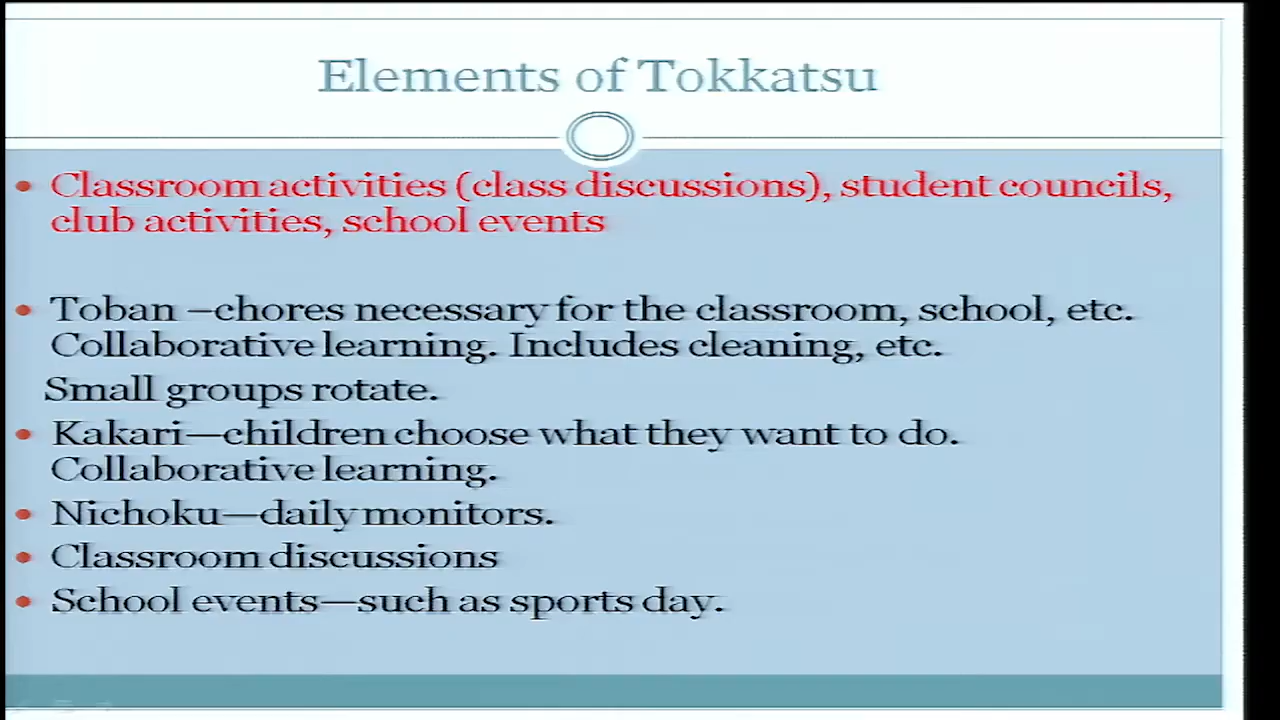 Elements of Tokkatsu
• Classroom activities (class discussions), student councils,
club activities, school events
• Toban –chores necessary for the classroom, school, etc.
Collaborative learning. Includes cleaning, etc.
Small groups rotate.
• Kakari—children choose what they want to do.
Collaborative learning.
• Nichoku—daily monitors.
• Classroom discussions
• School events—such as sports day.